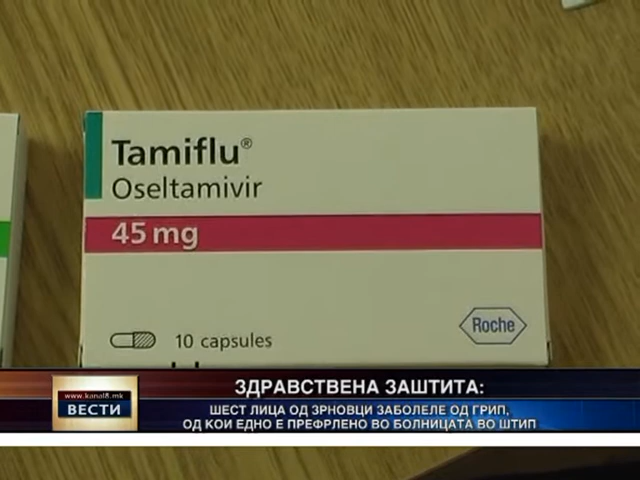 Tamiflu®
Oseltamivir
45 mg
10 capsules
Roche
ЗДРАВСТВЕНА ЗАШТИТА:
www.kanal8.mk
ВЕСТИ
ШЕСТ ЛИЦА ОД ЗРНОВЦИ ЗАБОЛЕЛЕ ОД ГРИП,
ОД КОИ ЕДНО Е ПРЕФРЛЕНО ВО БОЛНИЦАТА ВО ШТИП